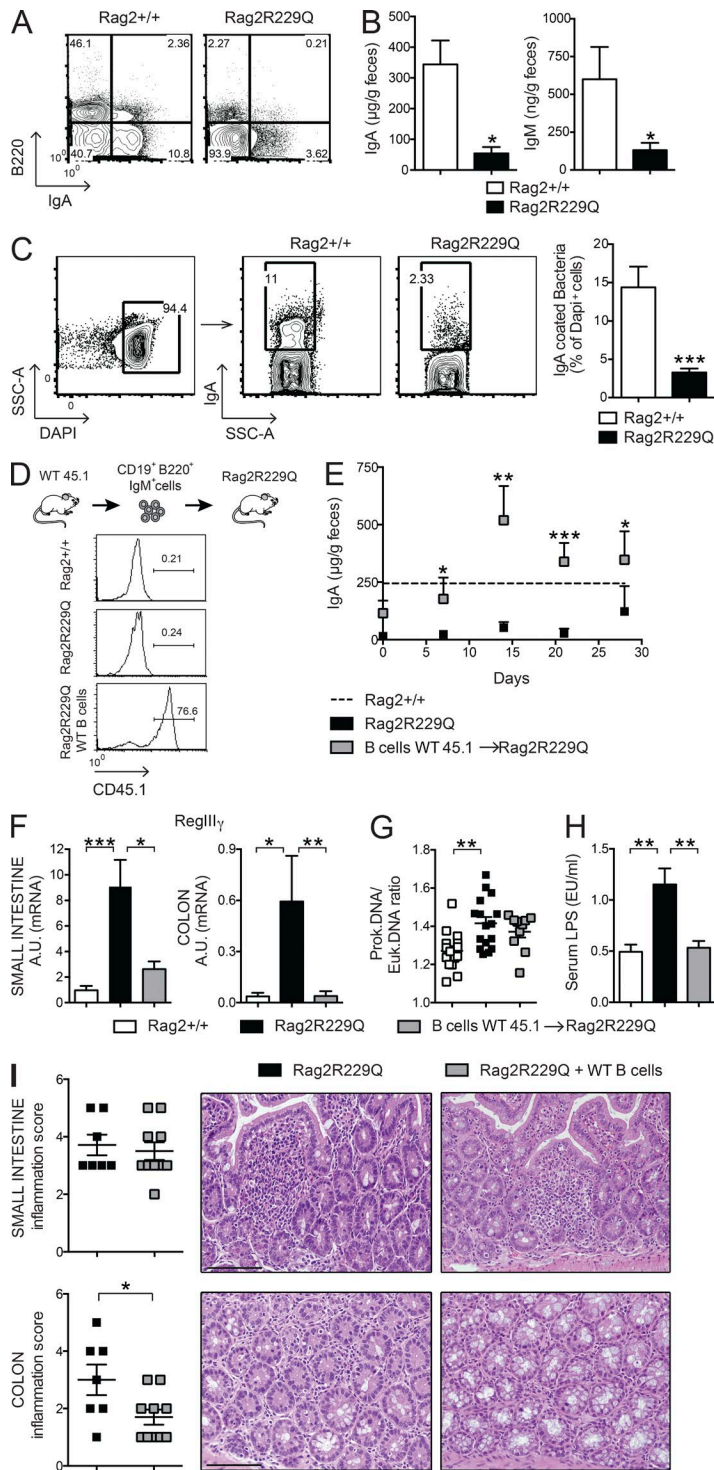 A
Rag2+/+
Rag2R229Q
46.1
2.36
2.27
0.21
40.7
10.8
93.9
3.62
10⁰
10⁰
B220
IgA
B
IgA (µg/g feces)
500
400
300
200
100
0
*
IgM (ng/g feces)
1000
750
500
250
0
*
Rag2+/+
Rag2R229Q
C
Rag2+/+
Rag2R229Q
94.4
11
2.33
0
0
SSC-A
DAPI
IgA
SSC-A
IgA coated Bacteria
(% of Dapi⁺ cells)
20
15
10
5
0
***
Rag2+/+
Rag2R229Q
D
WT 45.1
CD19⁺ B220⁺
IgM⁺cells
Rag2R229Q
Rag2+/+
0.21
Rag2R229Q
0.24
Rag2R229Q
WT B cells
76.6
10⁰
CD45.1
E
IgA (µg/g feces)
750
500
250
0
*
**
***
*
0
5
10
15
20
25
30
Days
Rag2+/+
Rag2R229Q
B cells WT 45.1 →Rag2R229Q
F
RegIIIγ
SMALL INTESTINE
A.U. (mRNA)
12
10
8
6
4
2
0
***
*
COLON
A.U. (mRNA)
0.9
0.6
0.3
0
*
**
G
Prok.DNA/
Euk.DNA ratio
1.8
1.6
1.4
1.2
1.0
**
H
Serum LPS (EU/ml)
1.5
1.0
0.5
0.0
**
**
Rag2+/+
Rag2R229Q
B cells WT 45.1 →Rag2R229Q
I
Rag2R229Q
Rag2R229Q + WT B cells
SMALL INTESTINE
inflammation score
6
4
2
0
COLON
inflammation score
6
4
2
0
*